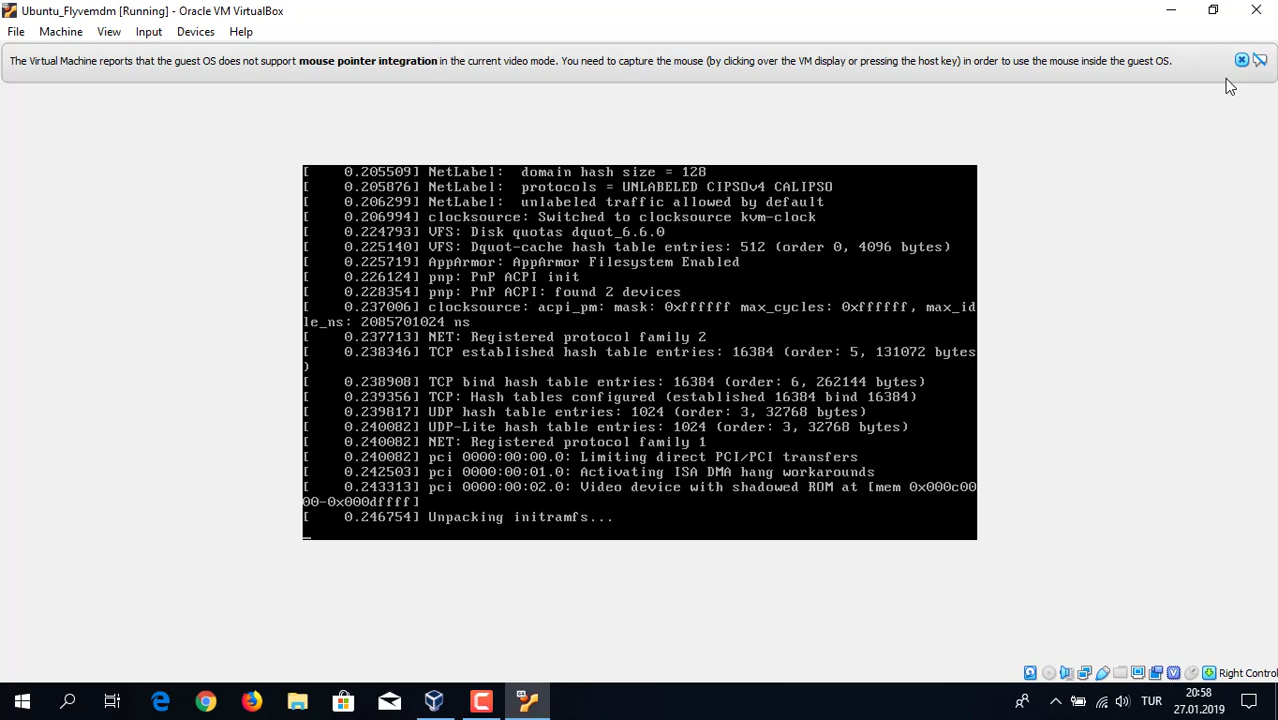 Ubuntu_Flyvemdm [Running] - Oracle VM VirtualBox
File Machine View Input Devices Help
The Virtual Machine reports that the guest OS does not support mouse pointer integration in the current video mode. You need to capture the mouse (by clicking over the VM display or pressing the host key) in order to use the mouse inside the guest OS.
[    0.205509] NetLabel:  domain hash size = 128
[    0.205876] NetLabel:  protocols = UNLABELED CIPSOv4 CALIPSO
[    0.206299] NetLabel:  unlabeled traffic allowed by default
[    0.206994] clocksource: Switched to clocksource kvm-clock
[    0.224793] VFS: Disk quotas dquot_6.6.0
[    0.225140] VFS: Dquot-cache hash table entries: 512 (order 0, 4096 bytes)
[    0.225719] AppArmor: AppArmor Filesystem Enabled
[    0.226124] pnp: PnP ACPI init
[    0.228354] pnp: PnP ACPI: found 2 devices
[    0.237006] clocksource: acpi_pm: mask: 0xffffff max_cycles: 0xffffff, max_id
le_ns: 2085701024 ns
[    0.237713] NET: Registered protocol family 2
[    0.238346] TCP established hash table entries: 16384 (order: 5, 131072 bytes
)
[    0.238908] TCP bind hash table entries: 16384 (order: 6, 262144 bytes)
[    0.239356] TCP: Hash tables configured (established 16384 bind 16384)
[    0.239817] UDP hash table entries: 1024 (order: 3, 32768 bytes)
[    0.240082] UDP-Lite hash table entries: 1024 (order: 3, 32768 bytes)
[    0.240082] NET: Registered protocol family 1
[    0.240082] pci 0000:00:00.0: Limiting direct PCI/PCI transfers
[    0.242503] pci 0000:00:01.0: Activating ISA DMA hang workarounds
[    0.243313] pci 0000:00:02.0: Video device with shadowed ROM at [mem 0x000c00
00-0x000dffff]
[    0.246754] Unpacking initramfs...
Right Control
TUR
20:58
27.01.2019